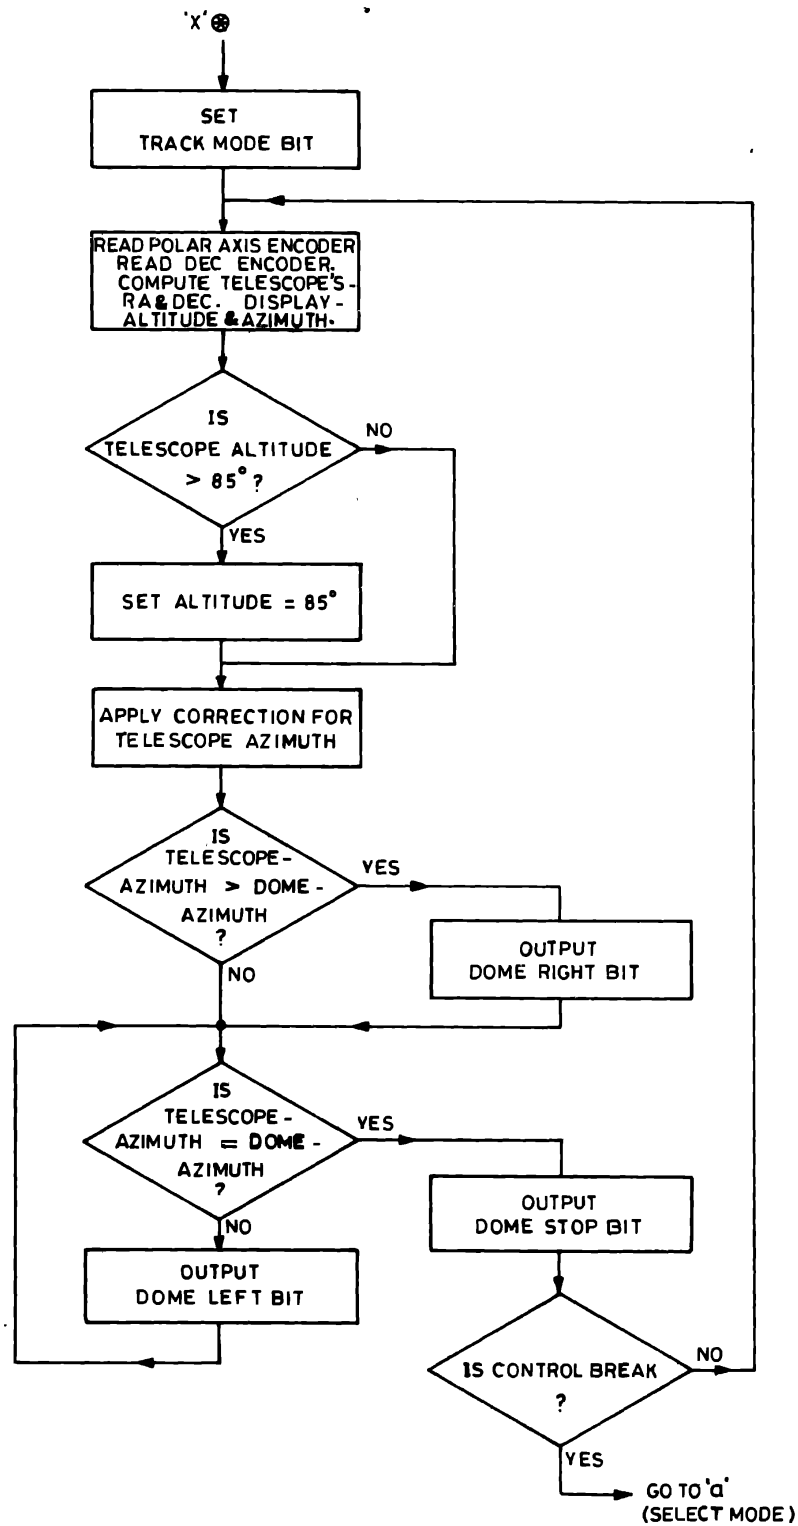 'X'
SET
TRACK MODE BIT
READ POLAR AXIS ENCODER
READ DEC ENCODER.
COMPUTE TELESCOPE'S-
RA & DEC. DISPLAY-
ALTITUDE & AZIMUTH.
IS
TELESCOPE ALTITUDE
> 85° ?
NO
YES
SET ALTITUDE = 85°
APPLY CORRECTION FOR
TELESCOPE AZIMUTH
IS
TELESCOPE-
AZIMUTH > DOME-
AZIMUTH
?
YES
NO
OUTPUT
DOME RIGHT BIT
IS
TELESCOPE-
AZIMUTH = DOME-
AZIMUTH
?
YES
NO
OUTPUT
DOME STOP BIT
OUTPUT
DOME LEFT BIT
IS CONTROL BREAK
?
NO
YES
GO TO 'a'
(SELECT MODE)